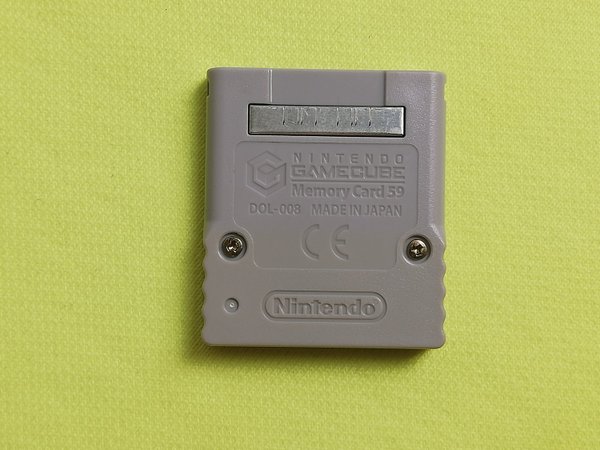 NINTENDO
GAMECUBE
Memory Card 59
DOL-008 MADE IN JAPAN
CE
Nintendo